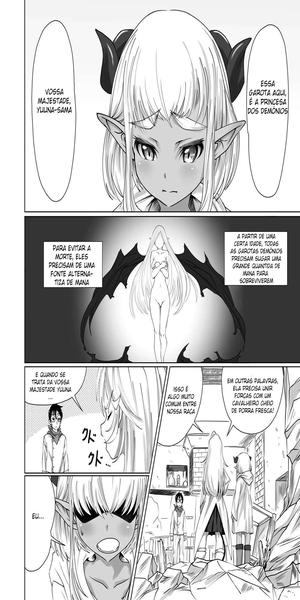 ESSA
GAROTA AQUI,
É A PRINCESA
DOS DEMÔNIOS
VOSSA
MAJESTADE,
YUUNA-SAMA
A PARTIR DE UMA
CERTA IDADE, TODAS
AS GAROTAS DEMÔNIOS
PRECISAM SUGAR UMA
GRANDE QUANTIDA DE
MANA PARA
SOBREVIVEREM
PARA EVITAR A
MORTE, ELES
PRECISAM DE UMA
FONTE ALTERNA-
TIZA DE MANA
EM OUTRAS PALAVRAS,
ELA PRECISA UNIR
FORÇAS COM UM
CAVALHEIRO CHEIO
DE PORRA FRESCA!
ISSO É
ALGO MUITO
COMUM ENTRE
NOSSA RAÇA
E QUANDO SE
TRATA DA VOSSA
MAJESTADE YUUNA
...
EU...